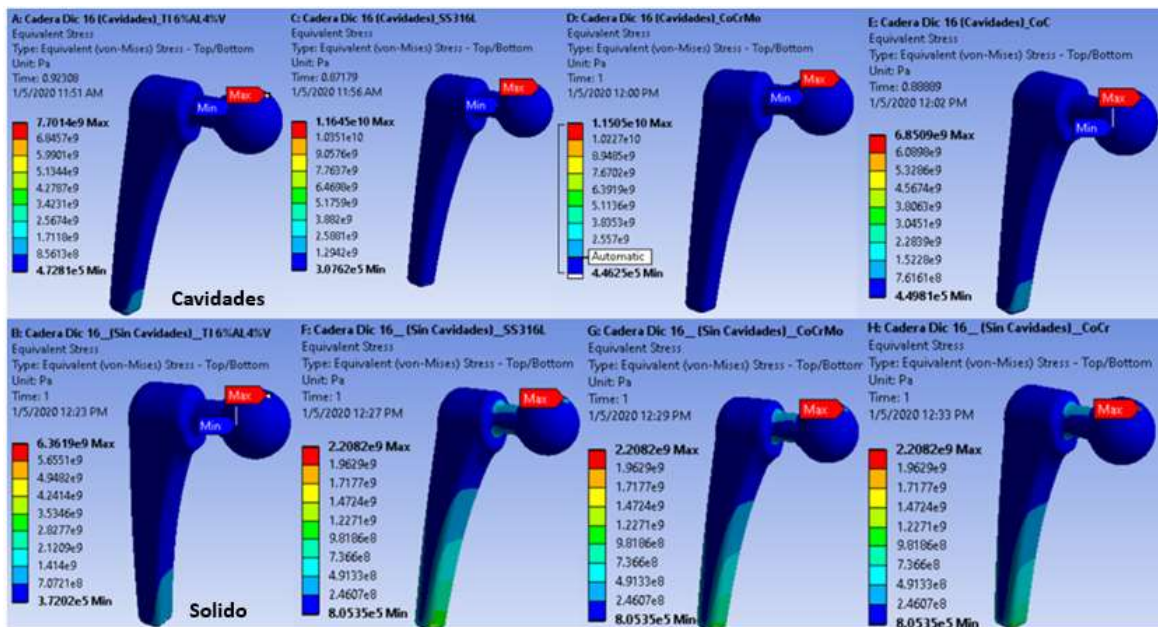 A: Cadera Dic 16 (Cavidades)_TI 6%AL4%V
Equivalent Stress
Type: Equivalent (von-Mises) Stress - Top/Bottom
Unit: Pa
Time: 0.92308
1/5/2020 11:51 AM
Max
Min
7.7014e9 Max
6.8457e9
5.9901e9
5.1344e9
4.2787e9
3.4231e9
2.5674e9
1.7118e9
8.5613e8
4.7281e5 Min
Cavidades
C: Cadera Dic 16 (Cavidades)_SS316L
Equivalent Stress
Type: Equivalent (von-Mises) Stress - Top/Bottom
Unit: Pa
Time: 0.87179
1/5/2020 11:56 AM
Max
Min
1.1645e10 Max
1.0351e10
9.0576e9
7.7637e9
6.4698e9
5.1759e9
3.882e9
2.5881e9
1.2942e9
3.0762e5 Min
D: Cadera Dic 16 (Cavidades)_CoCrMo
Equivalent Stress
Type: Equivalent (von-Mises) Stress - Top/Bottom
Unit: Pa
Time: 1
1/5/2020 12:00 PM
Max
Min
1.1505e10 Max
1.0227e10
8.9485e9
7.6702e9
6.3919e9
5.1136e9
3.8353e9
2.557e9
Automatic
4.4625e5 Min
E: Cadera Dic 16 (Cavidades)_CoC
Equivalent Stress
Type: Equivalent (von-Mises) Stress - Top/Bottom
Unit: Pa
Time: 0.88889
1/5/2020 12:02 PM
Max
Min
6.8509e9 Max
6.0898e9
5.3286e9
4.5674e9
3.8063e9
3.0451e9
2.2839e9
1.5228e9
7.6161e8
4.4981e5 Min
B: Cadera Dic 16__(Sin Cavidades)__TI 6%AL4%V
Equivalent Stress
Type: Equivalent (von-Mises) Stress - Top/Bottom
Unit: Pa
Time: 1
1/5/2020 12:23 PM
Max
Min
6.3619e9 Max
5.6551e9
4.9482e9
4.2414e9
3.5346e9
2.8277e9
2.1209e9
1.414e9
7.0721e8
3.7202e5 Min
Solido
F: Cadera Dic 16__ (Sin Cavidades)__SS316L
Equivalent Stress
Type: Equivalent (von-Mises) Stress - Top/Bottom
Unit: Pa
Time: 1
1/5/2020 12:27 PM
Max
2.2082e9 Max
1.9629e9
1.7177e9
1.4724e9
1.2271e9
9.8186e8
7.366e8
4.9133e8
2.4607e8
8.0535e5 Min
G: Cadera Dic 16__ (Sin Cavidades)__CoCrMo
Equivalent Stress
Type: Equivalent (von-Mises) Stress - Top/Bottom
Unit: Pa
Time: 1
1/5/2020 12:29 PM
Max
2.2082e9 Max
1.9629e9
1.7177e9
1.4724e9
1.2271e9
9.8186e8
7.366e8
4.9133e8
2.4607e8
8.0535e5 Min
H: Cadera Dic 16__ (Sin Cavidades)__CoCr
Equivalent Stress
Type: Equivalent (von-Mises) Stress - Top/Bottom
Unit: Pa
Time: 1
1/5/2020 12:33 PM
Max
2.2082e9 Max
1.9629e9
1.7177e9
1.4724e9
1.2271e9
9.8186e8
7.366e8
4.9133e8
2.4607e8
8.0535e5 Min